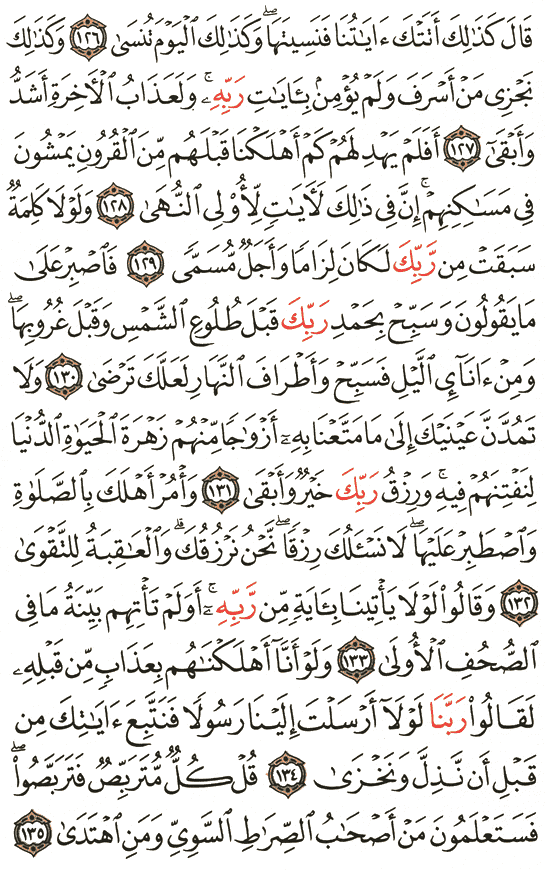 قَالَ كَذَٰلِكَ أَتَتْكَ ءَايَٰتُنَا فَنَسِيتَهَا ۖ وَكَذَٰلِكَ ٱلْيَوْمَ تُنسَىٰ ١٢٦ وَكَذَٰلِكَ
نَجْزِى مَنْ أَسْرَفَ وَلَمْ يُؤْمِنۢ بِـَٔايَٰتِ رَبِّهِۦ ۚ وَلَعَذَابُ ٱلْءَاخِرَةِ أَشَدُّ
وَأَبْقَىٰٓ ١٢٧ أَفَلَمْ يَهْدِ لَهُمْ كَمْ أَهْلَكْنَا قَبْلَهُم مِّنَ ٱلْقُرُونِ يَمْشُونَ
فِى مَسَٰكِنِهِمْ ۗ إِنَّ فِى ذَٰلِكَ لَءَايَٰتٍ لِّأُو۟لِى ٱلنُّهَىٰ ١٢٨ وَلَوْلَا كَلِمَةٌ
سَبَقَتْ مِن رَّبِّكَ لَكَانَ لِزَامًا وَأَجَلٌ مُّسَمًّى ١٢٩ فَٱصْبِرْ عَلَىٰ
مَا يَقُولُونَ وَسَبِّحْ بِحَمْدِ رَبِّكَ قَبْلَ طُلُوعِ ٱلشَّمْسِ وَقَبْلَ غُرُوبِهَا ۖ
وَمِنْ ءَانَآئِ ٱلَّيْلِ فَسَبِّحْ وَأَطْرَافَ ٱلنَّهَارِ لَعَلَّكَ تَرْضَىٰ ١٣٠ وَلَا
تَمُدَّنَّ عَيْنَيْكَ إِلَىٰ مَا مَتَّعْنَا بِهِۦٓ أَزْوَٰجًا مِّنْهُمْ زَهْرَةَ ٱلْحَيَوٰةِ ٱلدُّنْيَا
لِنَفْتِنَهُمْ فِيهِ ۚ وَرِزْقُ رَبِّكَ خَيْرٌ وَأَبْقَىٰ ١٣١ وَأْمُرْ أَهْلَكَ بِٱلصَّلَوٰةِ
وَٱصْطَبِرْ عَلَيْهَا ۖ لَا نَسْـَٔلُكَ رِزْقًا ۖ نَّحْنُ نَرْزُقُكَ ۗ وَٱلْعَٰقِبَةُ لِلتَّقْوَىٰ
١٣٢ وَقَالُوا۟ لَوْلَا يَأْتِينَا بِـَٔايَةٍ مِّن رَّبِّهِۦٓ ۚ أَوَلَمْ تَأْتِهِم بَيِّنَةُ مَا فِى
ٱلصُّحُفِ ٱلْأُولَىٰ ١٣٣ وَلَوْ أَنَّآ أَهْلَكْنَٰهُم بِعَذَابٍ مِّن قَبْلِهِۦ
لَقَالُوا۟ رَبَّنَا لَوْلَآ أَرْسَلْتَ إِلَيْنَا رَسُولًا فَنَتَّبِعَ ءَايَٰتِكَ مِن
قَبْلِ أَن نَّذِلَّ وَنَخْزَىٰ ١٣٤ قُلْ كُلٌّ مُّتَرَبِّصٌ فَتَرَبَّصُوا۟ ۖ
فَسَتَعْلَمُونَ مَنْ أَصْحَٰبُ ٱلصِّرَٰطِ ٱلسَّوِىِّ وَمَنِ ٱهْتَدَىٰ ١٣٥